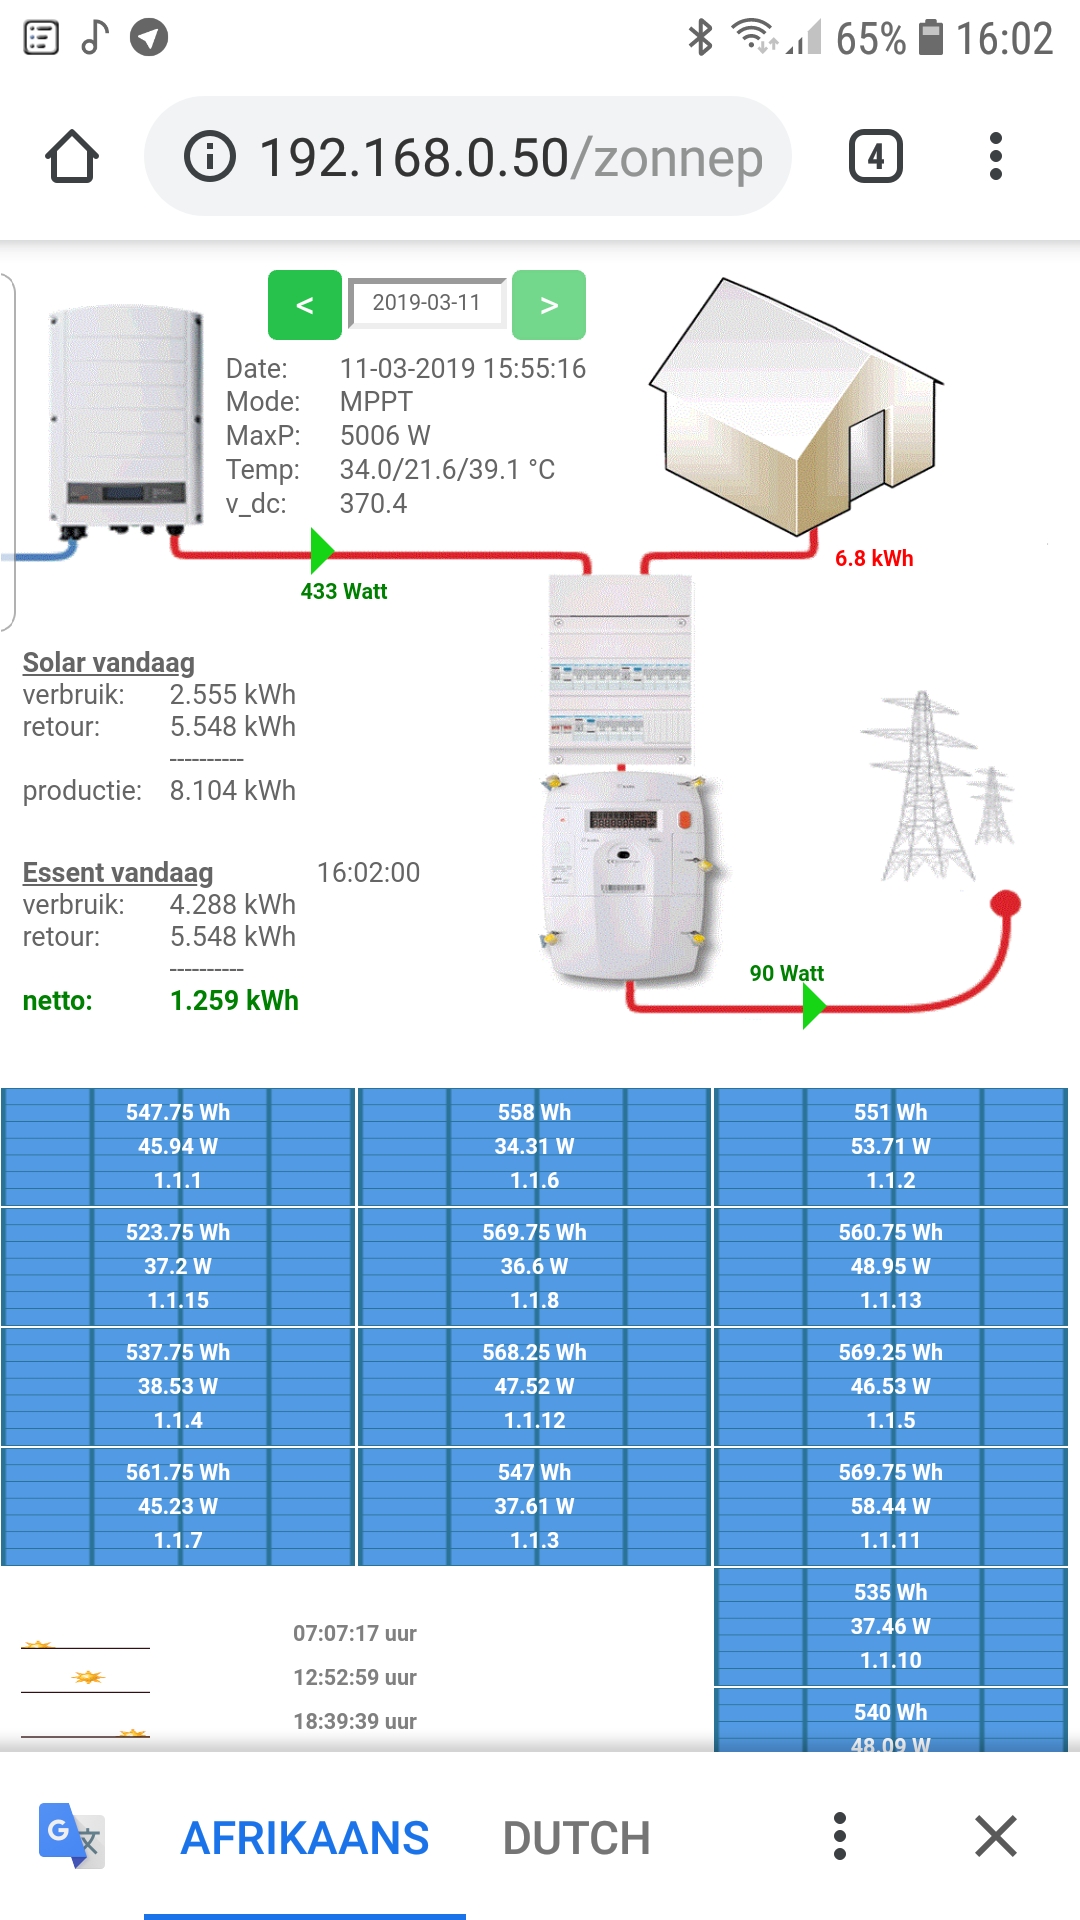 65% 16:02
192.168.0.50/zonnep
4
< 2019-03-11 >
Date: 11-03-2019 15:55:16
Mode: MPPT
MaxP: 5006 W
Temp: 34.0/21.6/39.1 °C
v_dc: 370.4
6.8 kWh
433 Watt
Solar vandaag
verbruik: 2.555 kWh
retour: 5.548 kWh
----------
productie: 8.104 kWh
Essent vandaag 16:02:00
verbruik: 4.288 kWh
retour: 5.548 kWh
----------
netto: 1.259 kWh
90 Watt
547.75 Wh 558 Wh 551 Wh
45.94 W 34.31 W 53.71 W
1.1.1 1.1.6 1.1.2
523.75 Wh 569.75 Wh 560.75 Wh
37.2 W 36.6 W 48.95 W
1.1.15 1.1.8 1.1.13
537.75 Wh 568.25 Wh 569.25 Wh
38.53 W 47.52 W 46.53 W
1.1.4 1.1.12 1.1.5
561.75 Wh 547 Wh 569.75 Wh
45.23 W 37.61 W 58.44 W
1.1.7 1.1.3 1.1.11
535 Wh
37.46 W
1.1.10
540 Wh
48.09 W
07:07:17 uur
12:52:59 uur
18:39:39 uur
G 文 AFRIKAANS DUTCH